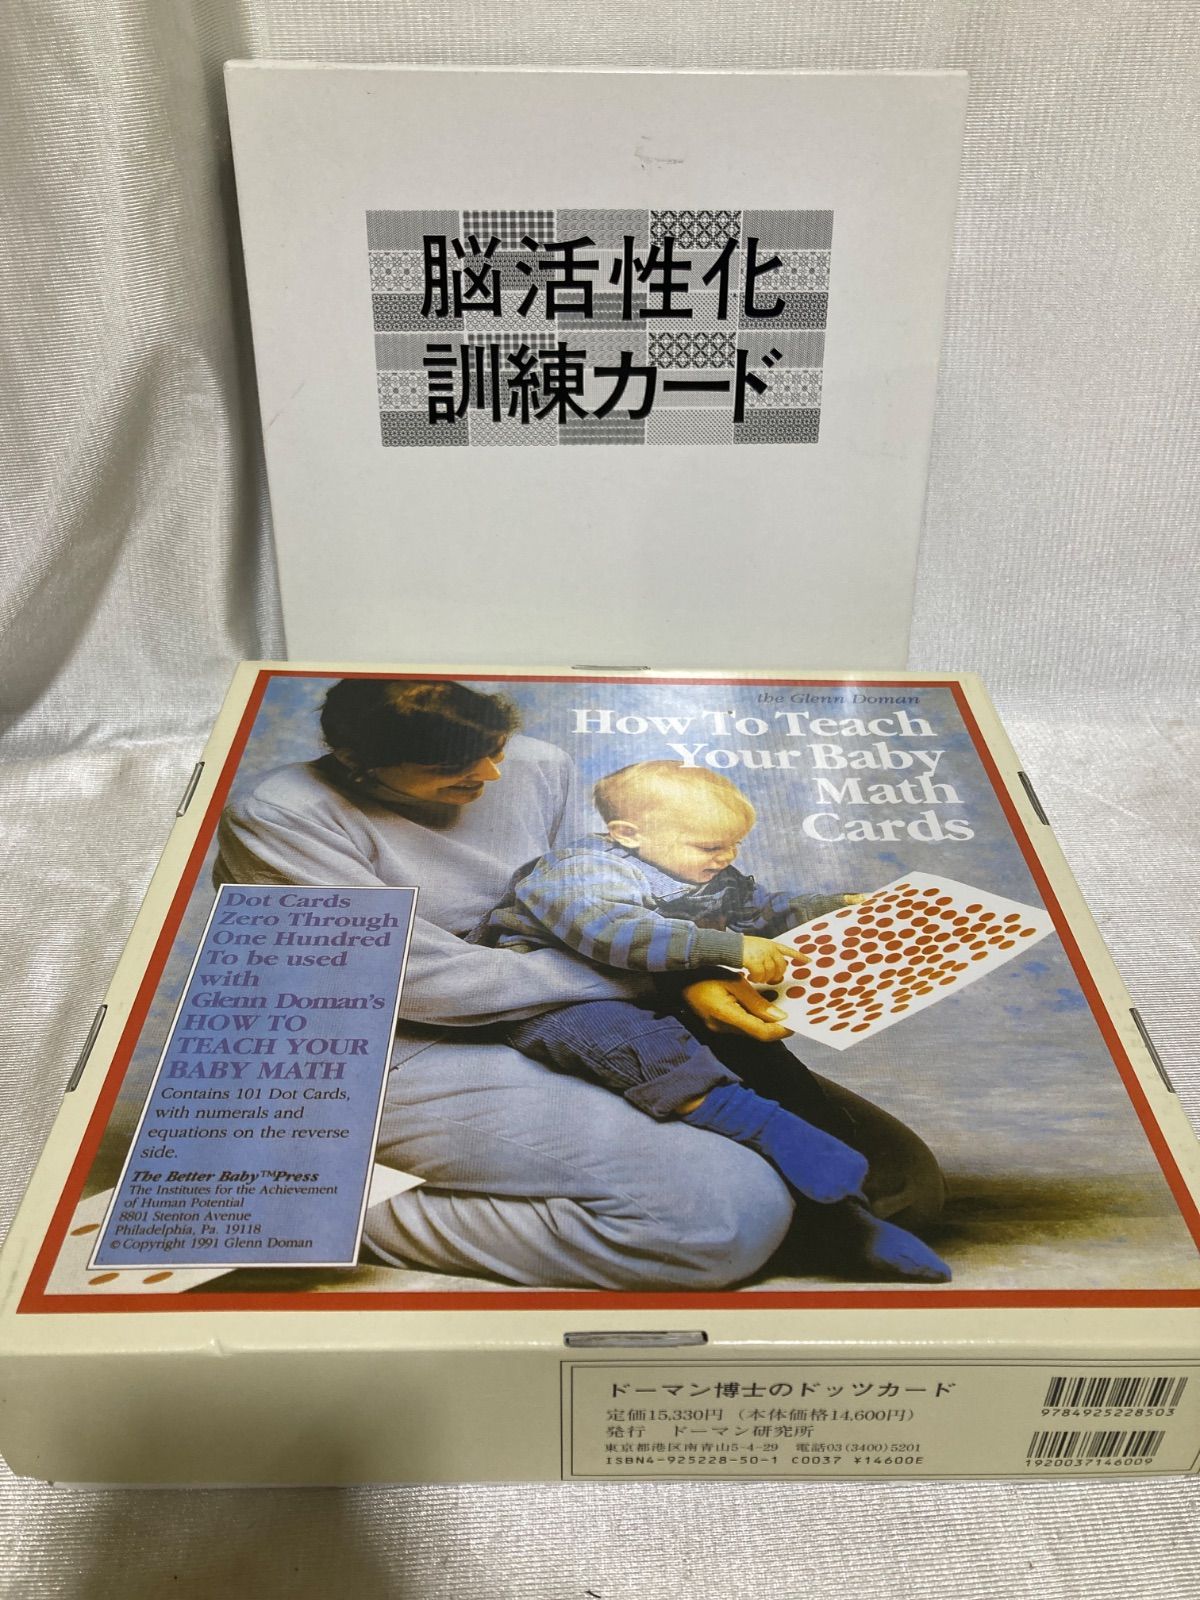 脳活性化
訓練カード
the Glenn Doman
How To Teach
Your Baby
Math
Cards
Dot Cards
Zero Through
One Hundred
To be used
with
Glenn Doman's
HOW TO
TEACH YOUR
BABY MATH
Contains 101 Dot Cards,
with numerals and
equations on the reverse
side.
The Better Baby™Press
The Institutes for the Achievement
of Human Potential
8801 Stenton Avenue
Philadelphia, Pa. 19118
© Copyright 1991 Glenn Doman
ドーマン博士のドッツカード
定価15,330円（本体価格14,600円）
発行　ドーマン研究所
東京都港区南青山5-4-29　電話03(3400)5201
ISBN4-925228-50-1 C0037 ¥14600E
9784925228503
1920037146009